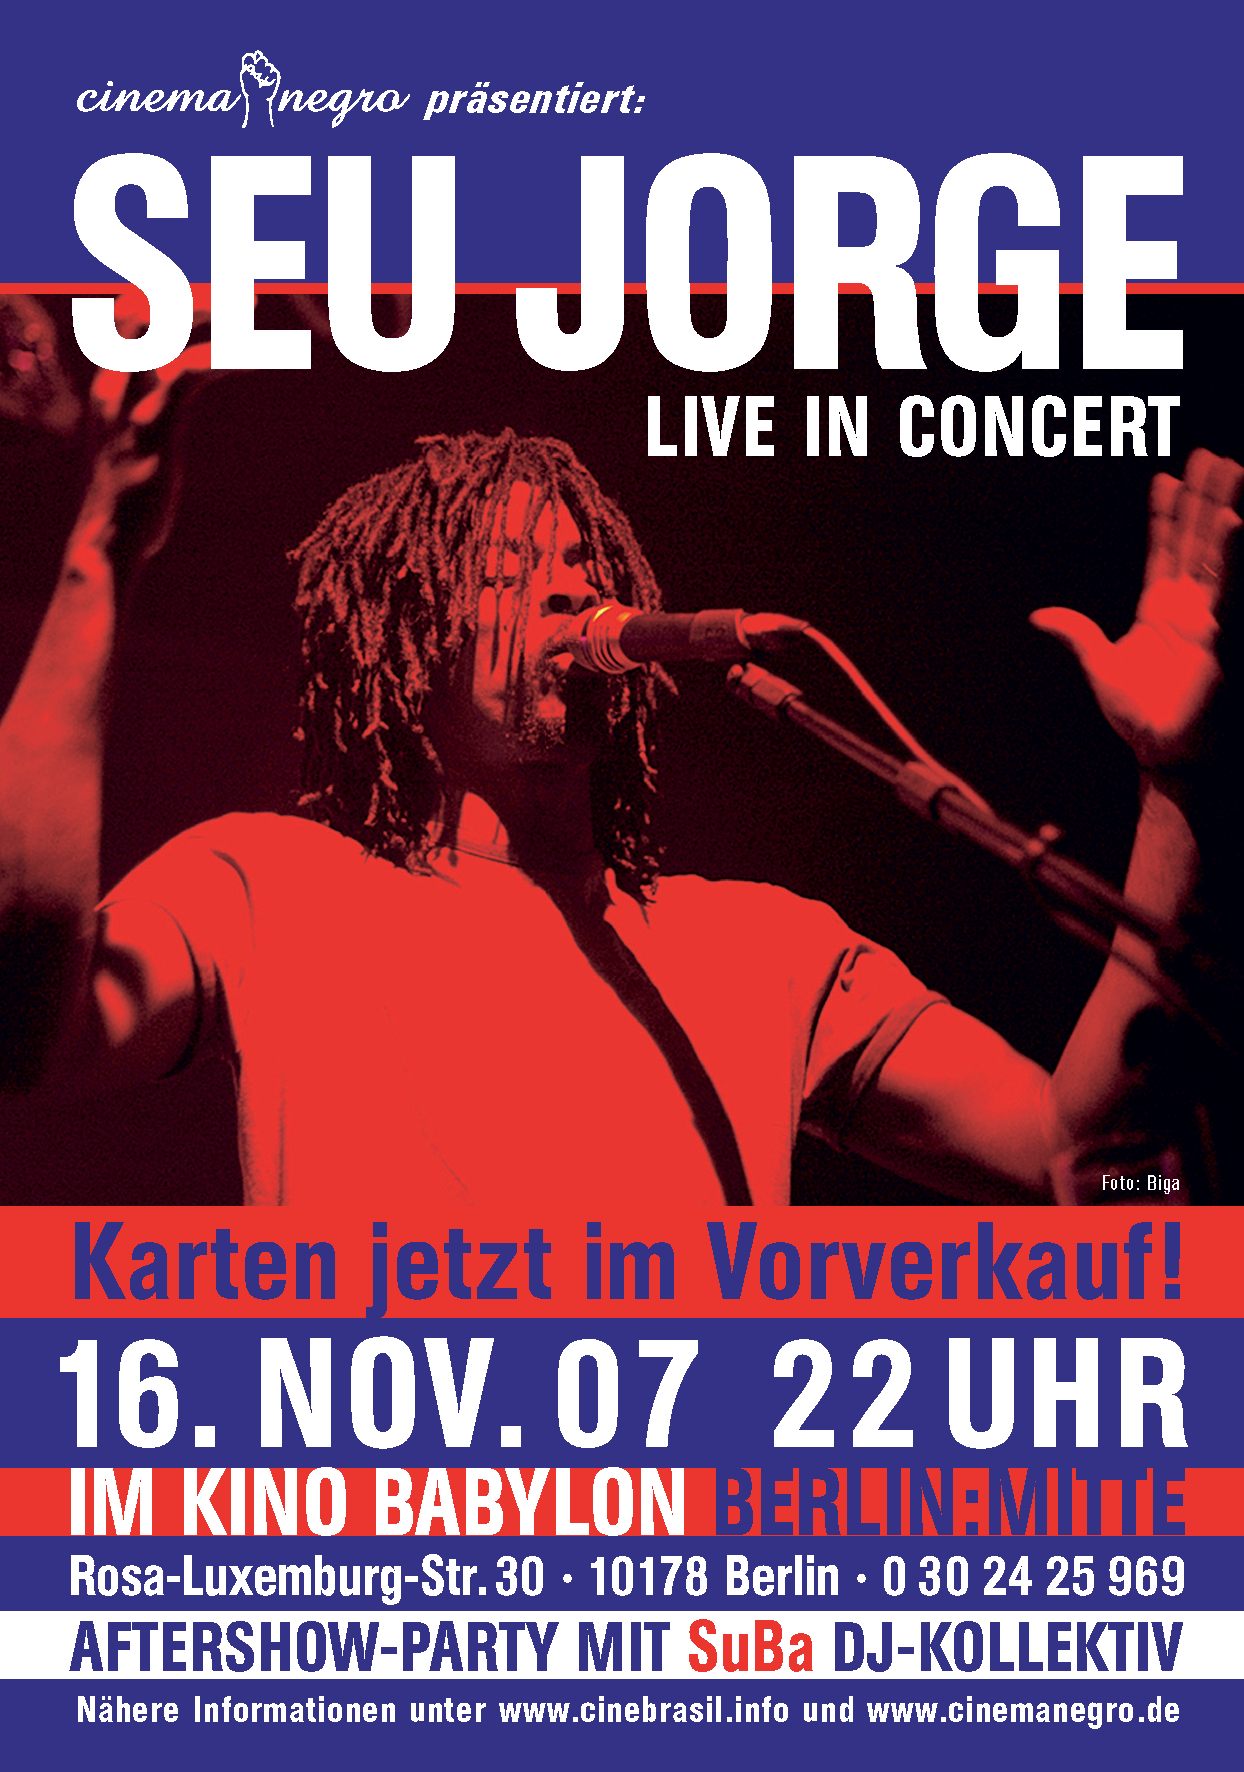 cinema negro präsentiert:
SEU JORGE
LIVE IN CONCERT
Foto: Biga
Karten jetzt im Vorverkauf!
16. NOV. 07 22 UHR
IM KINO BABYLON BERLIN:MITTE
Rosa-Luxemburg-Str. 30 · 10178 Berlin · 0 30 24 25 969
AFTERSHOW-PARTY MIT SuBa DJ-KOLLEKTIV
Nähere Informationen unter www.cinebrasil.info und www.cinemanegro.de